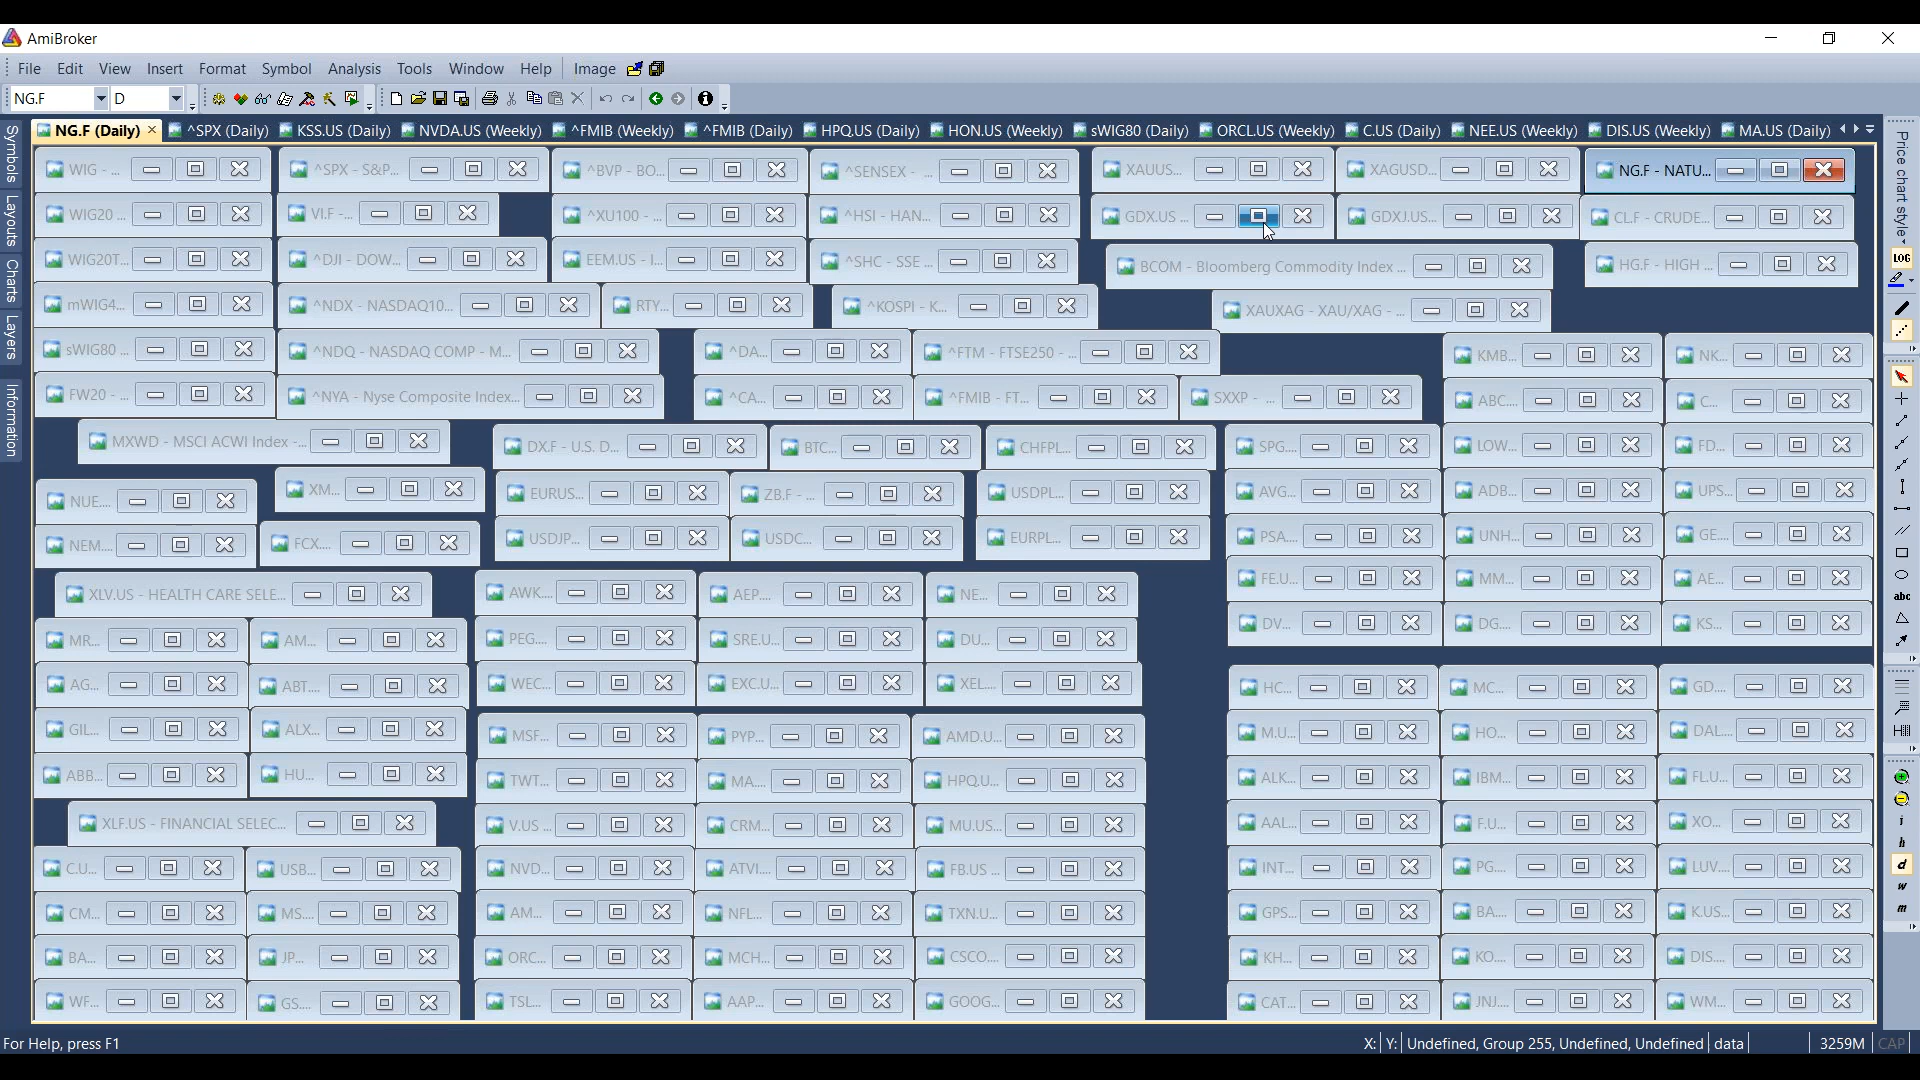 AmiBroker
File Edit View Insert Format Symbol Analysis Tools Window Help Image
NG.F D
NG.F (Daily) ^SPX (Daily) KSS.US (Daily) NVDA.US (Weekly) ^FMIB (Weekly) ^FMIB (Daily) HPQ.US (Daily) HON.US (Weekly) sWIG80 (Daily) ORCL.US (Weekly) C.US (Daily) NEE.US (Weekly) DIS.US (Weekly) MA.US (Daily)
Symbols
Layouts
Charts
Layers
Information
WIG - ... ^SPX - S&P... ^BVP - BO... ^SENSEX - ... XAUUS... XAGUSD... NG.F - NATU...
WIG20 ... VI.F -... ^XU100 - ... ^HSI - HAN... GDX.US ... GDXJ.US... CL.F - CRUDE...
WIG20T... ^DJI - DOW... EEM.US - I... ^SHC - SSE ... BCOM - Bloomberg Commodity Index ... HG.F - HIGH ...
mWIG4... ^NDX - NASDAQ10... RTY... ^KOSPI - K... XAUXAG - XAU/XAG - ...
sWIG80 ... ^NDQ - NASDAQ COMP - M... ^DA... ^FTM - FTSE250 - ... KMB... NK...
FW20 - ... ^NYA - Nyse Composite Index... ^CA... ^FMIB - FT... SXXP - ... ABC... C...
MXWD - MSCI ACWI Index -... DX.F - U.S. D... BTC... CHFPL... SPG... LOW... FD...
NUE... XM... EURUS... ZB.F - ... USDPL... AVG... ADB... UPS...
NEM... FCX... USDJP... USDC... EURPL... PSA... UNH... GE...
XLV.US - HEALTH CARE SELE... AWK... AEP... NE... FE.U... MM... AE...
MR... AM... PEG... SRE.U... DU... DV... DG... KS...
AG... ABT... WEC... EXC.U... XEL... HC... MC... GD...
GIL... ALX... MSF... PYP... AMD.U... M.U... HO... DAL...
ABB... HU... TWT... MA... HPQ.U... ALK... IBM... FL.U...
XLF.US - FINANCIAL SELEC... V.US ... CRM... MU.US... AAL... F.U... XO...
C.U... USB... NVD... ATVI... FB.US ... INT... PG... LUV...
CM... MS... AM... NFL... TXN.U... GPS... BA... K.US...
BA... JP... ORC... MCH... CSCO... KH... KO... DIS...
WF... GS... TSL... AAP... GOOG... CAT... JNJ... WM...
Price chart style
LOG
abc
i
h
d
w
m
For Help, press F1 X: Y: Undefined, Group 255, Undefined, Undefined data 3259M CAP